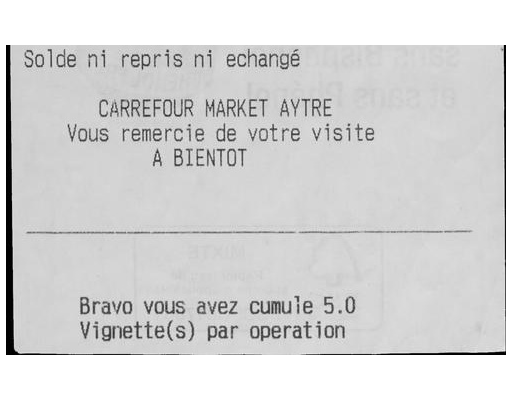 Solde ni repris ni echangé
CARREFOUR MARKET AYTRE
Vous remercie de votre visite
A BIENTOT
Bravo vous avez cumule 5.0
Vignette(s) par operation